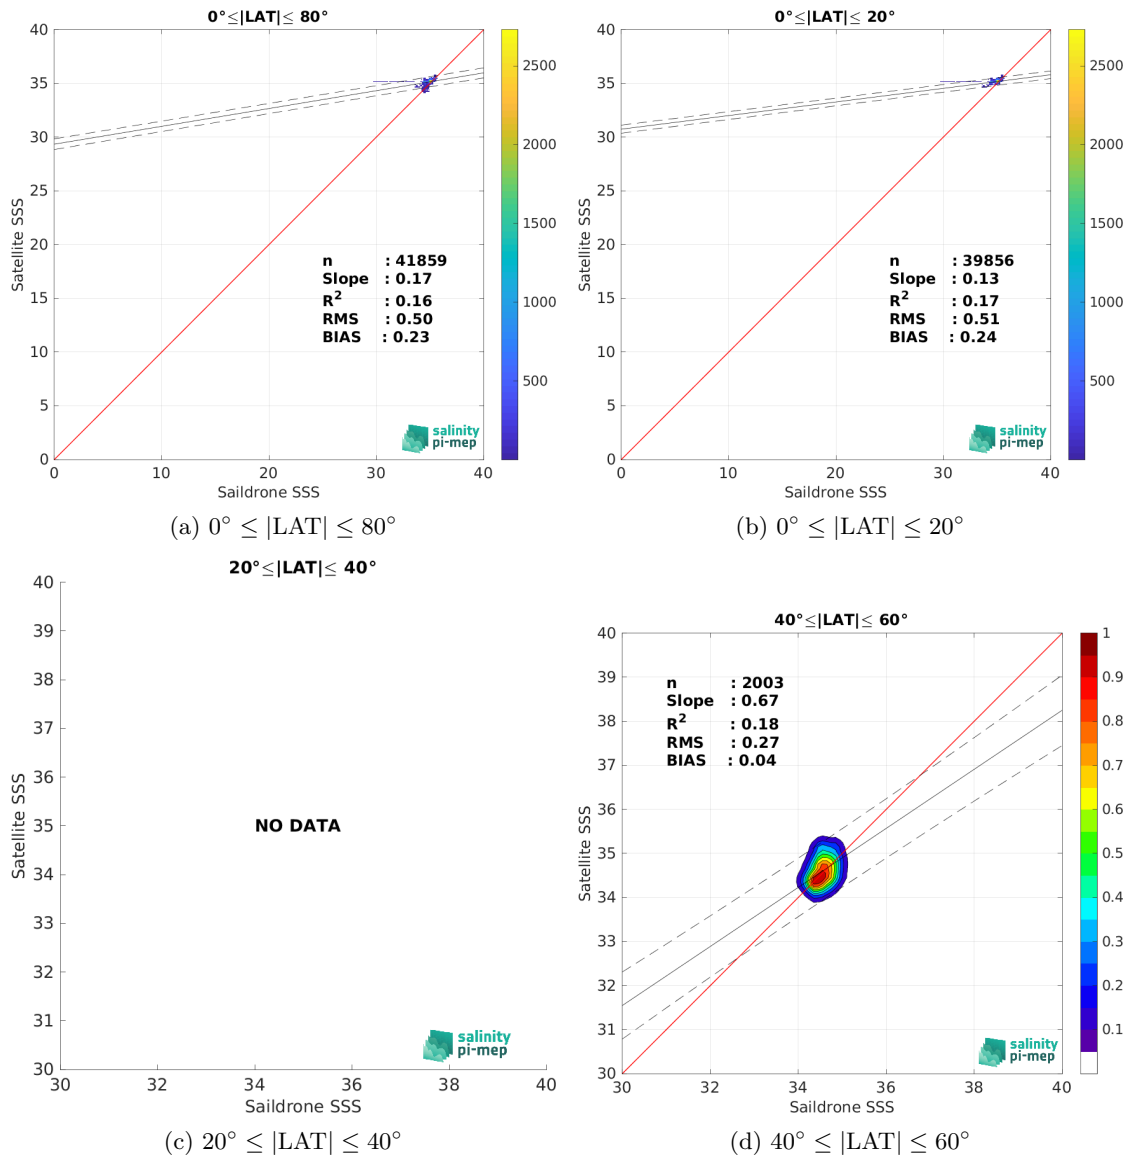 0°≤|LAT|≤ 80°
40
35
30
25
20
15
10
5
0
Satellite SSS
n : 41859
Slope : 0.17
R² : 0.16
RMS : 0.50
BIAS : 0.23
salinity
pi-mep
0 10 20 30 40
Saildrone SSS
2500
2000
1500
1000
500
(a) 0° ≤ |LAT| ≤ 80°
0°≤|LAT|≤ 20°
40
35
30
25
20
15
10
5
0
Satellite SSS
n : 39856
Slope : 0.13
R² : 0.17
RMS : 0.51
BIAS : 0.24
salinity
pi-mep
0 10 20 30 40
Saildrone SSS
2500
2000
1500
1000
500
(b) 0° ≤ |LAT| ≤ 20°
20°≤|LAT|≤ 40°
40
39
38
37
36
35
34
33
32
31
30
Satellite SSS
NO DATA
salinity
pi-mep
30 32 34 36 38 40
Saildrone SSS
(c) 20° ≤ |LAT| ≤ 40°
40°≤|LAT|≤ 60°
40
39
38
37
36
35
34
33
32
31
30
Satellite SSS
n : 2003
Slope : 0.67
R² : 0.18
RMS : 0.27
BIAS : 0.04
salinity
pi-mep
30 32 34 36 38 40
Saildrone SSS
1
0.9
0.8
0.7
0.6
0.5
0.4
0.3
0.2
0.1
(d) 40° ≤ |LAT| ≤ 60°